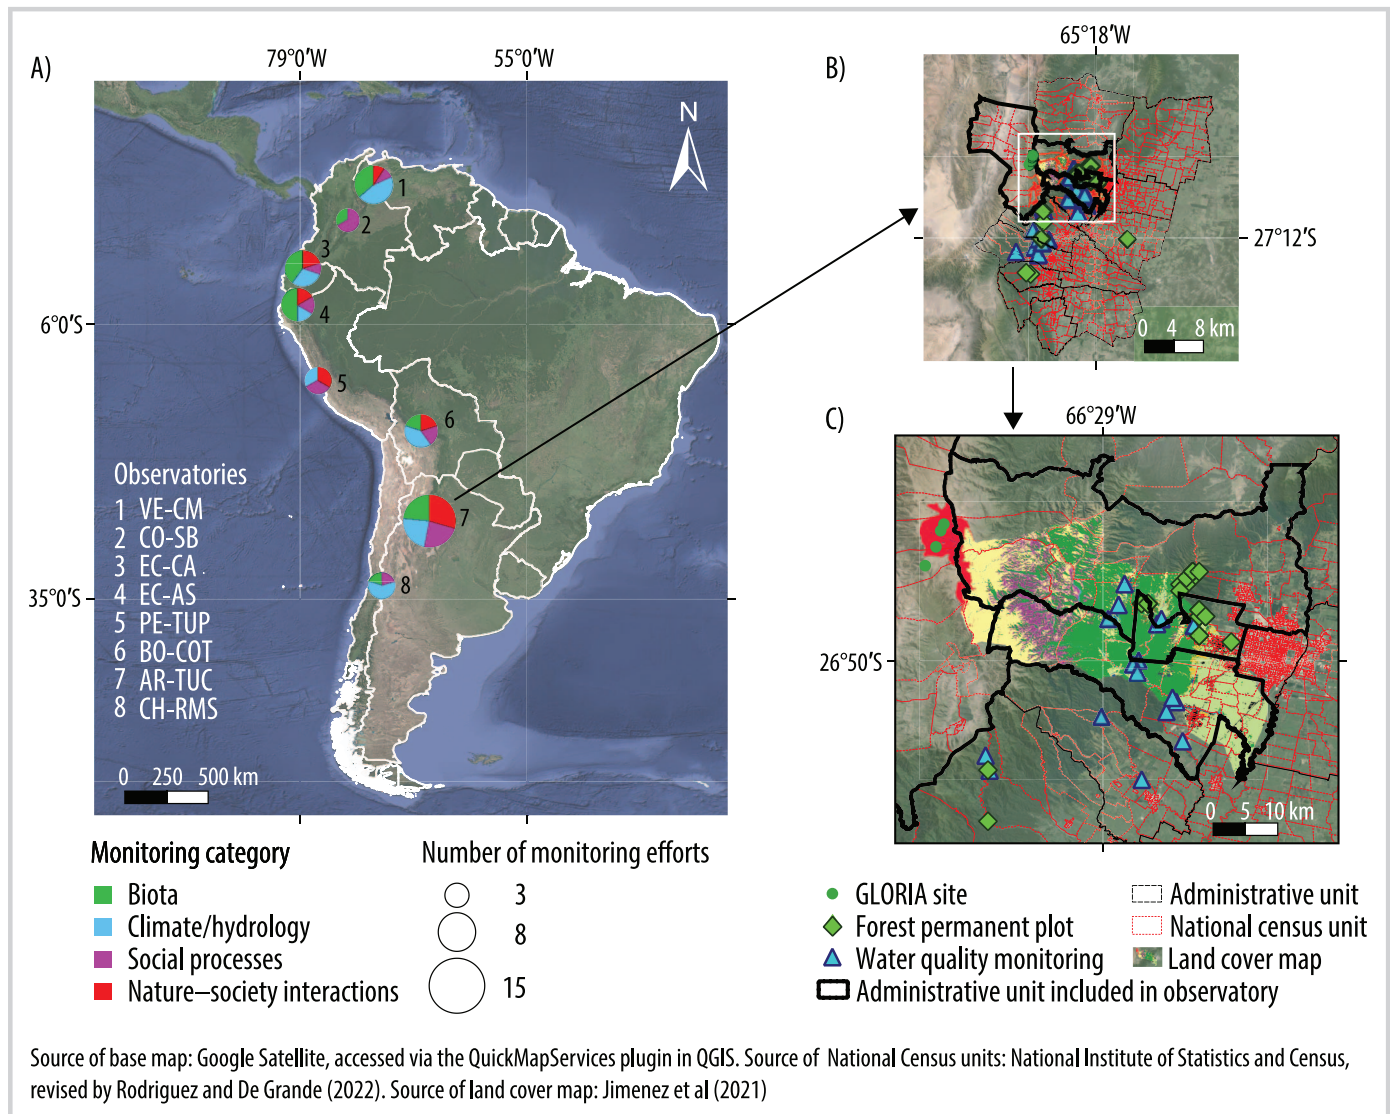 A)
79°0′W
55°0′W
N
6°0′S
35°0′S
1
2
3
4
5
6
7
8
Observatories
1 VE-CM
2 CO-SB
3 EC-CA
4 EC-AS
5 PE-TUP
6 BO-COT
7 AR-TUC
8 CH-RMS
0 250 500 km
B)
65°18′W
27°12′S
0 4 8 km
C)
66°29′W
26°50′S
0 5 10 km
Monitoring category
Biota
Climate/hydrology
Social processes
Nature–society interactions
Number of monitoring efforts
3
8
15
GLORIA site
Forest permanent plot
Water quality monitoring
Administrative unit included in observatory
Administrative unit
National census unit
Land cover map
Source of base map: Google Satellite, accessed via the QuickMapServices plugin in QGIS. Source of National Census units: National Institute of Statistics and Census,
revised by Rodriguez and De Grande (2022). Source of land cover map: Jimenez et al (2021)